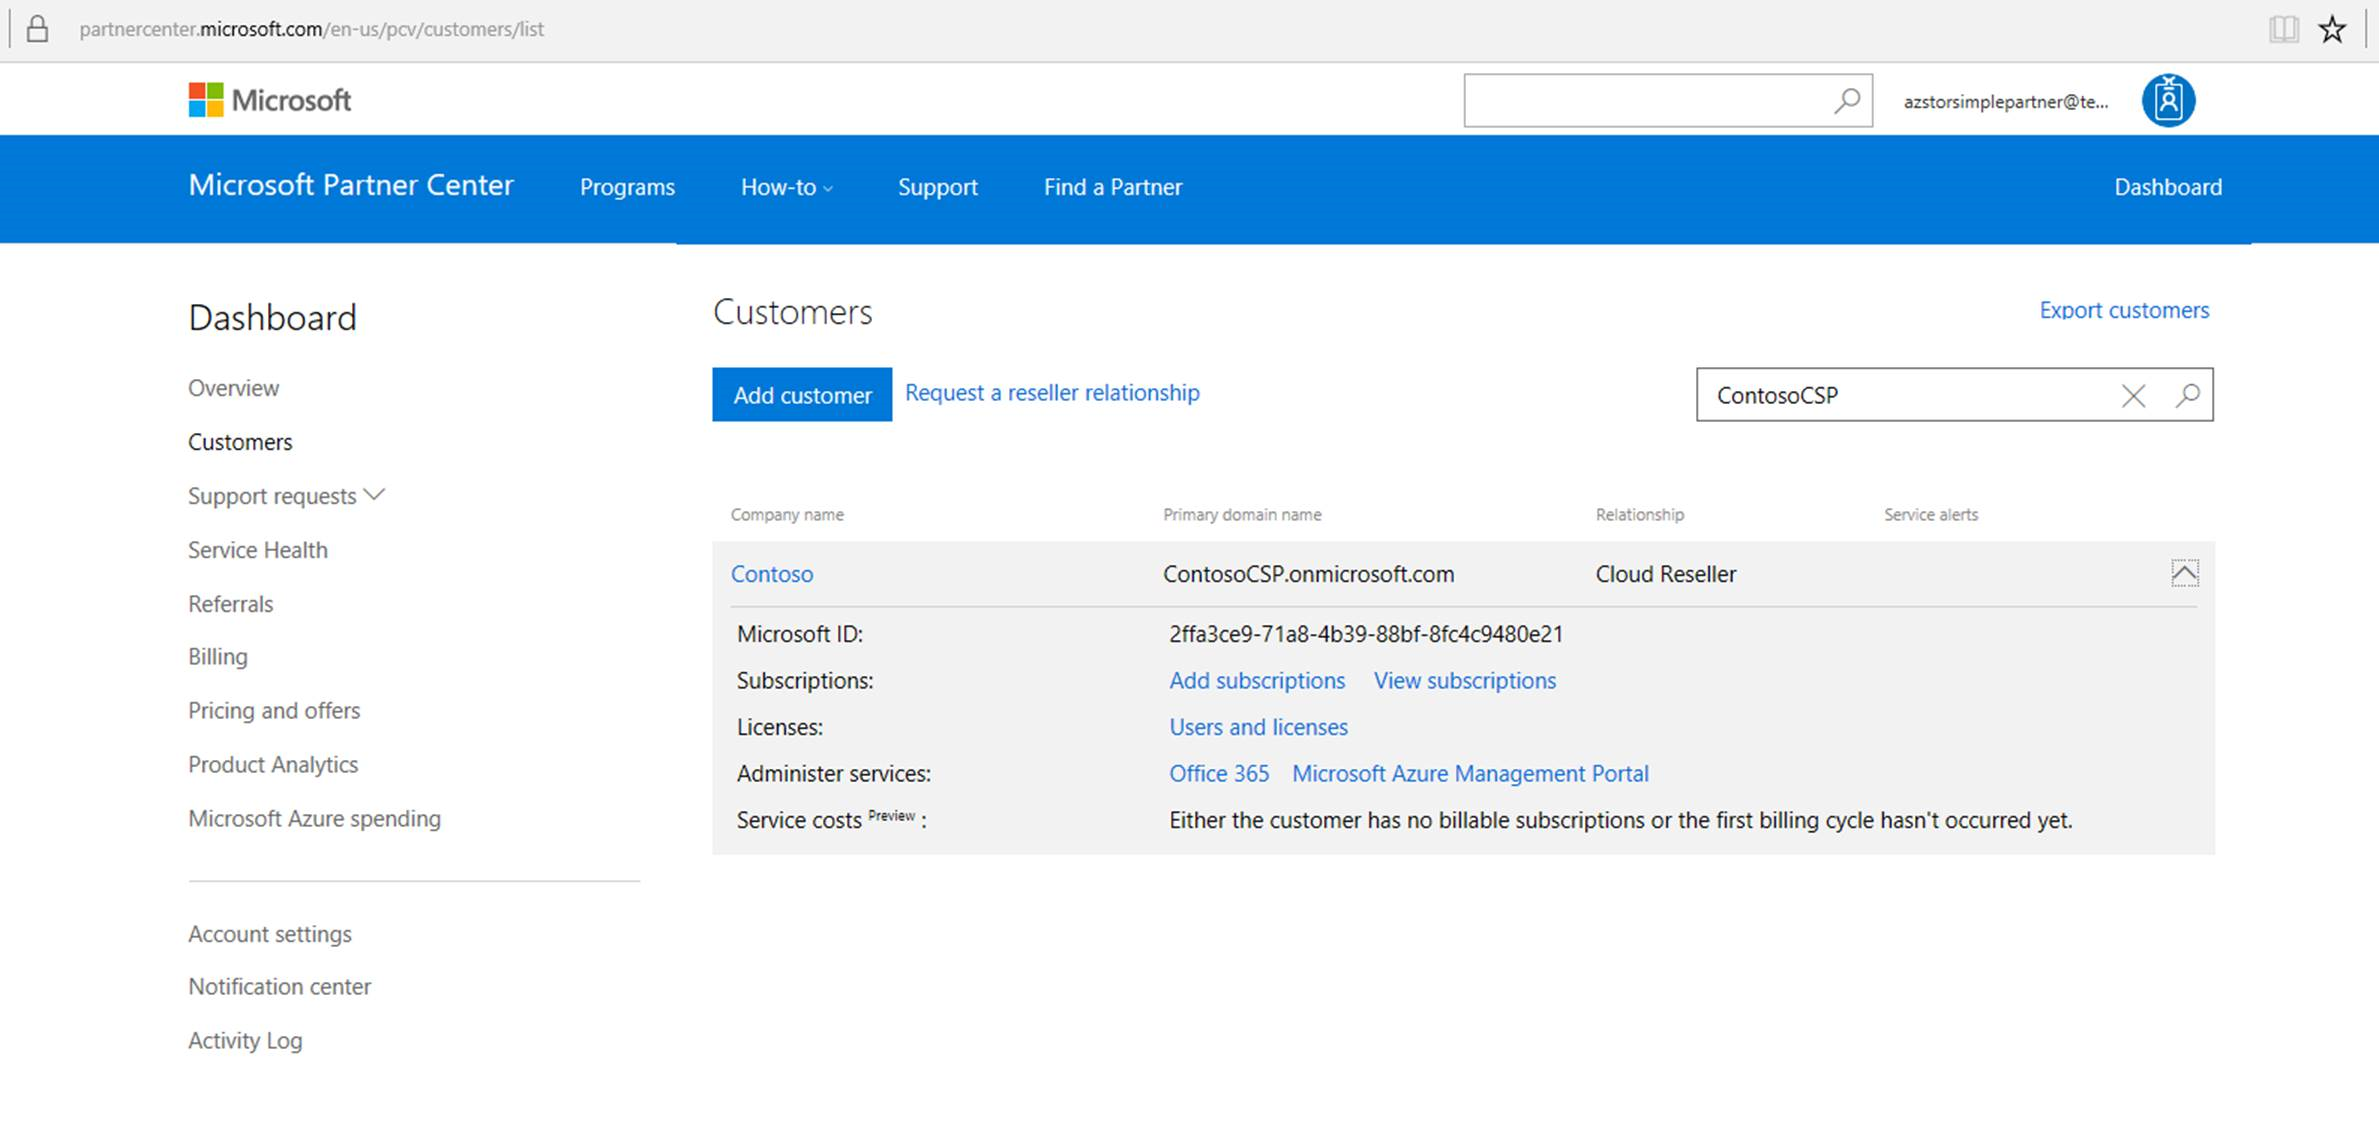 partnercenter.microsoft.com/en-us/pcv/customers/list
Microsoft
azstorsimplepartner@te...
Microsoft Partner Center Programs How-to Support Find a Partner Dashboard
Dashboard
Overview
Customers
Support requests
Service Health
Referrals
Billing
Pricing and offers
Product Analytics
Microsoft Azure spending
Account settings
Notification center
Activity Log
Customers
Export customers
Add customer Request a reseller relationship
ContosoCSP
Company name Primary domain name Relationship Service alerts
Contoso ContosoCSP.onmicrosoft.com Cloud Reseller
Microsoft ID: 2ffa3ce9-71a8-4b39-88bf-8fc4c9480e21
Subscriptions: Add subscriptions View subscriptions
Licenses: Users and licenses
Administer services: Office 365 Microsoft Azure Management Portal
Service costs Preview : Either the customer has no billable subscriptions or the first billing cycle hasn't occurred yet.